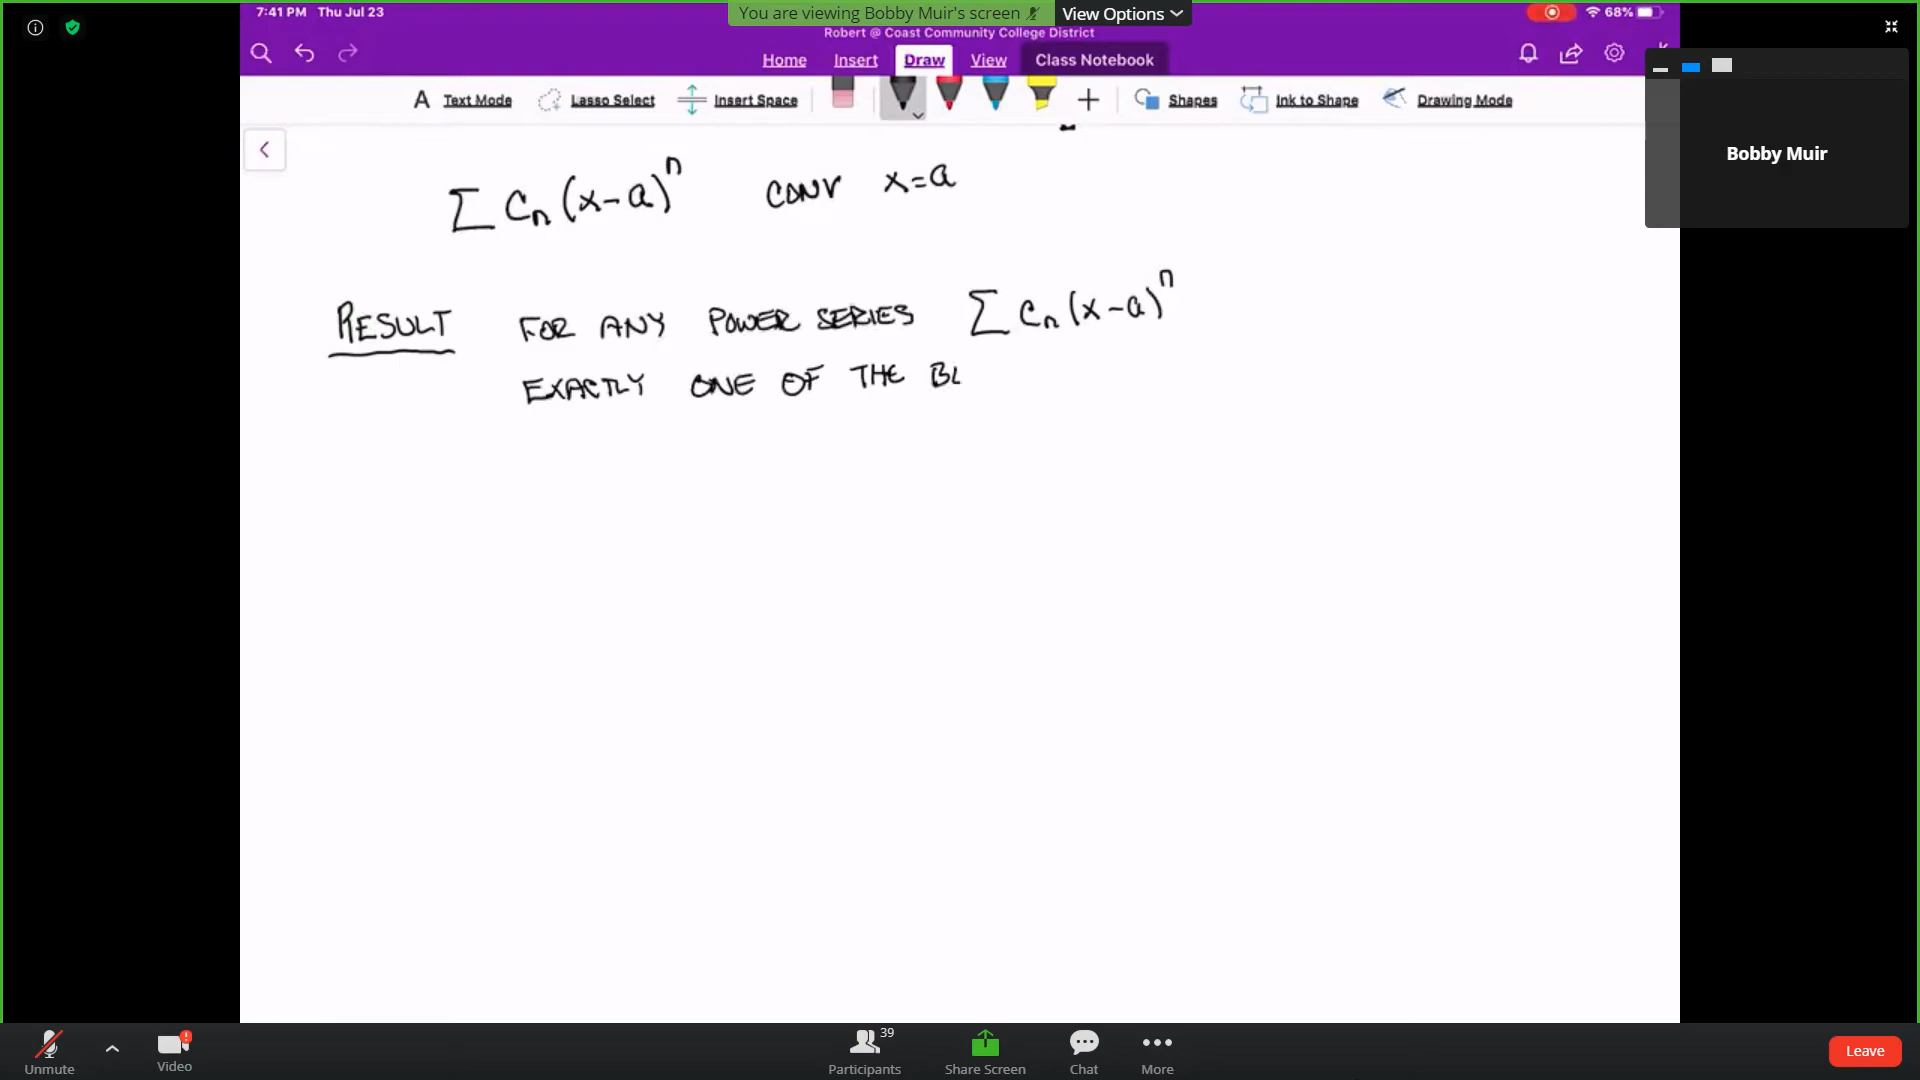 7:41 PM Thu Jul 23
You are viewing Bobby Muir's screen
View Options
68%
Robert @ Coast Community College District
Home Insert Draw View Class Notebook
A Text Mode Lasso Select Insert Space Shapes Ink to Shape Drawing Mode
Bobby Muir
∑ Cn (x-a)^n CONV x=a
RESULT FOR ANY POWER SERIES ∑ Cn (x-a)^n
EXACTLY ONE OF THE BL
Unmute
Video
39
Participants
Share Screen
Chat
More
Leave